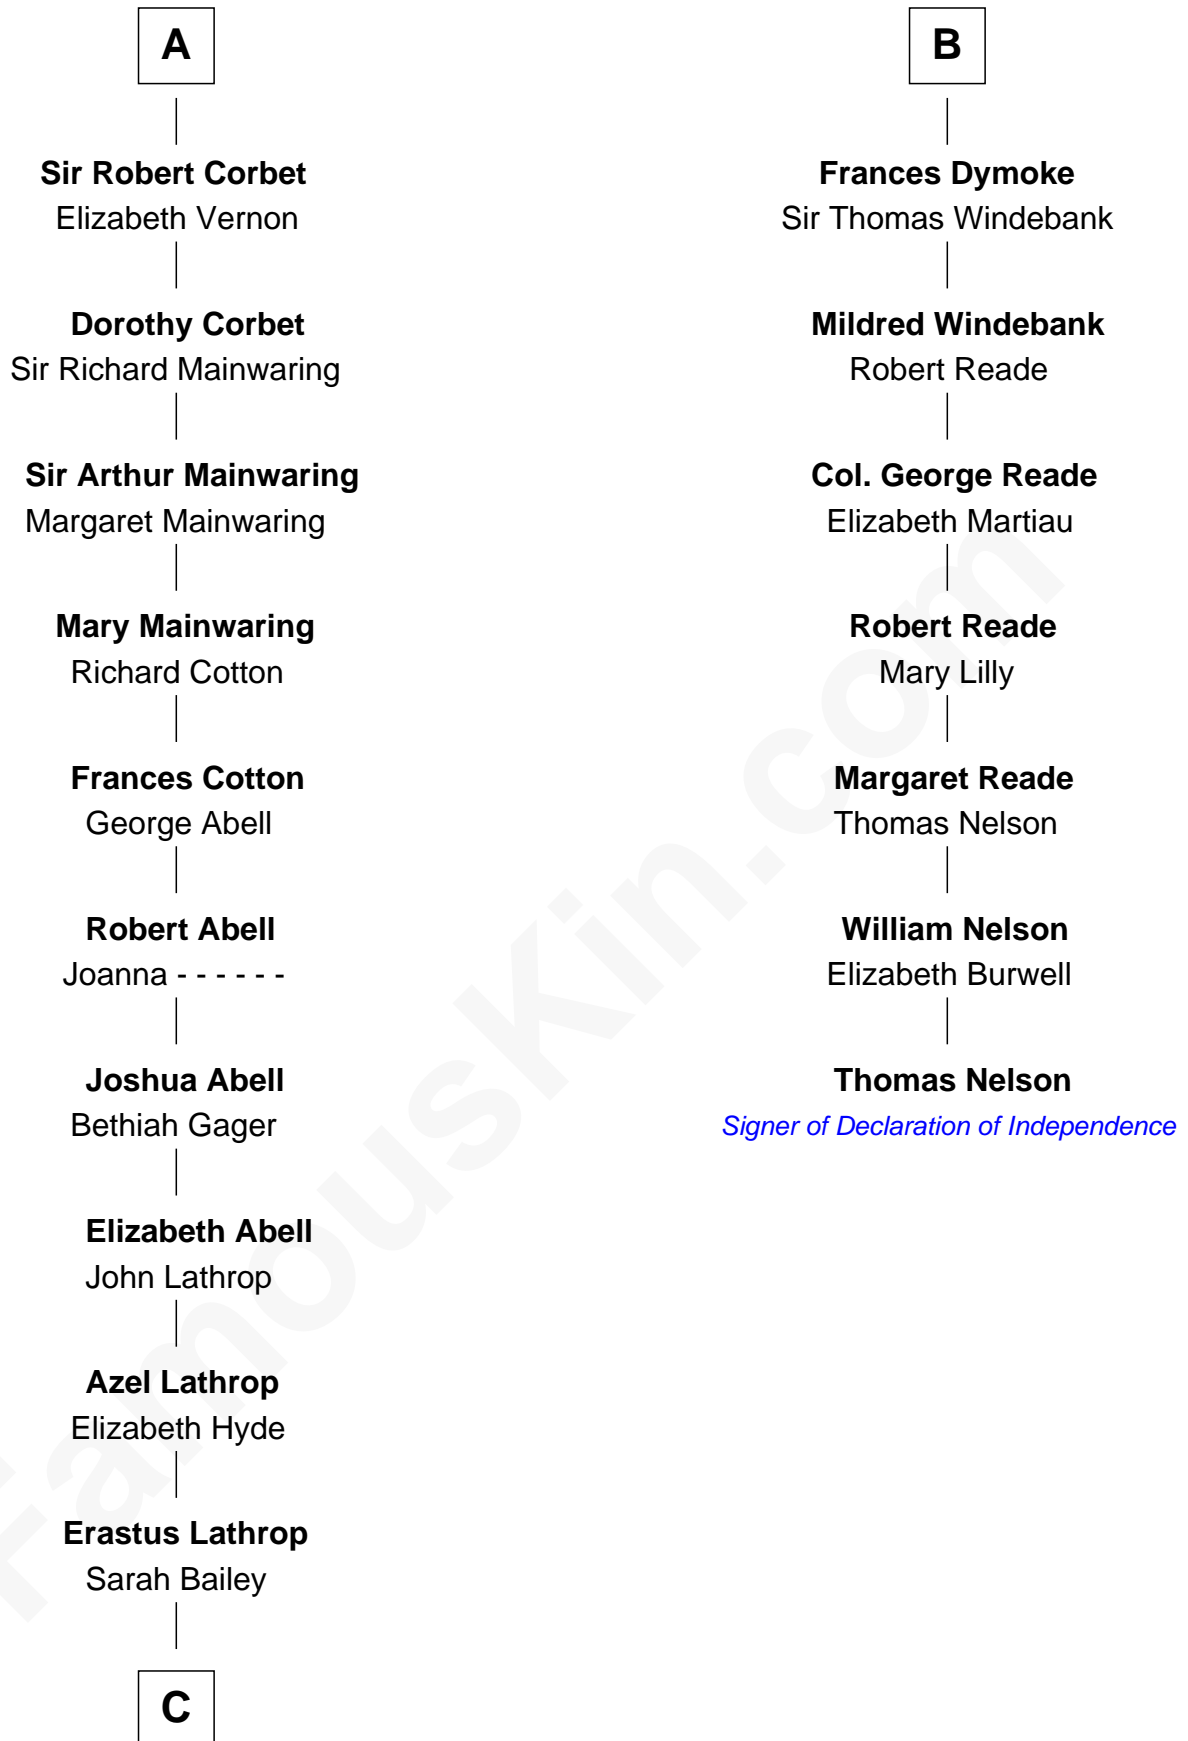 A
Sir Robert Corbet
Elizabeth Vernon
Dorothy Corbet
Sir Richard Mainwaring
Sir Arthur Mainwaring
Margaret Mainwaring
Mary Mainwaring
Richard Cotton
Frances Cotton
George Abell
Robert Abell
Joanna - - - - - -
Joshua Abell
Bethiah Gager
Elizabeth Abell
John Lathrop
Azel Lathrop
Elizabeth Hyde
Erastus Lathrop
Sarah Bailey
C
B
Frances Dymoke
Sir Thomas Windebank
Mildred Windebank
Robert Reade
Col. George Reade
Elizabeth Martiau
Robert Reade
Mary Lilly
Margaret Reade
Thomas Nelson
William Nelson
Elizabeth Burwell
Thomas Nelson
Signer of Declaration of Independence
FamousKin.com